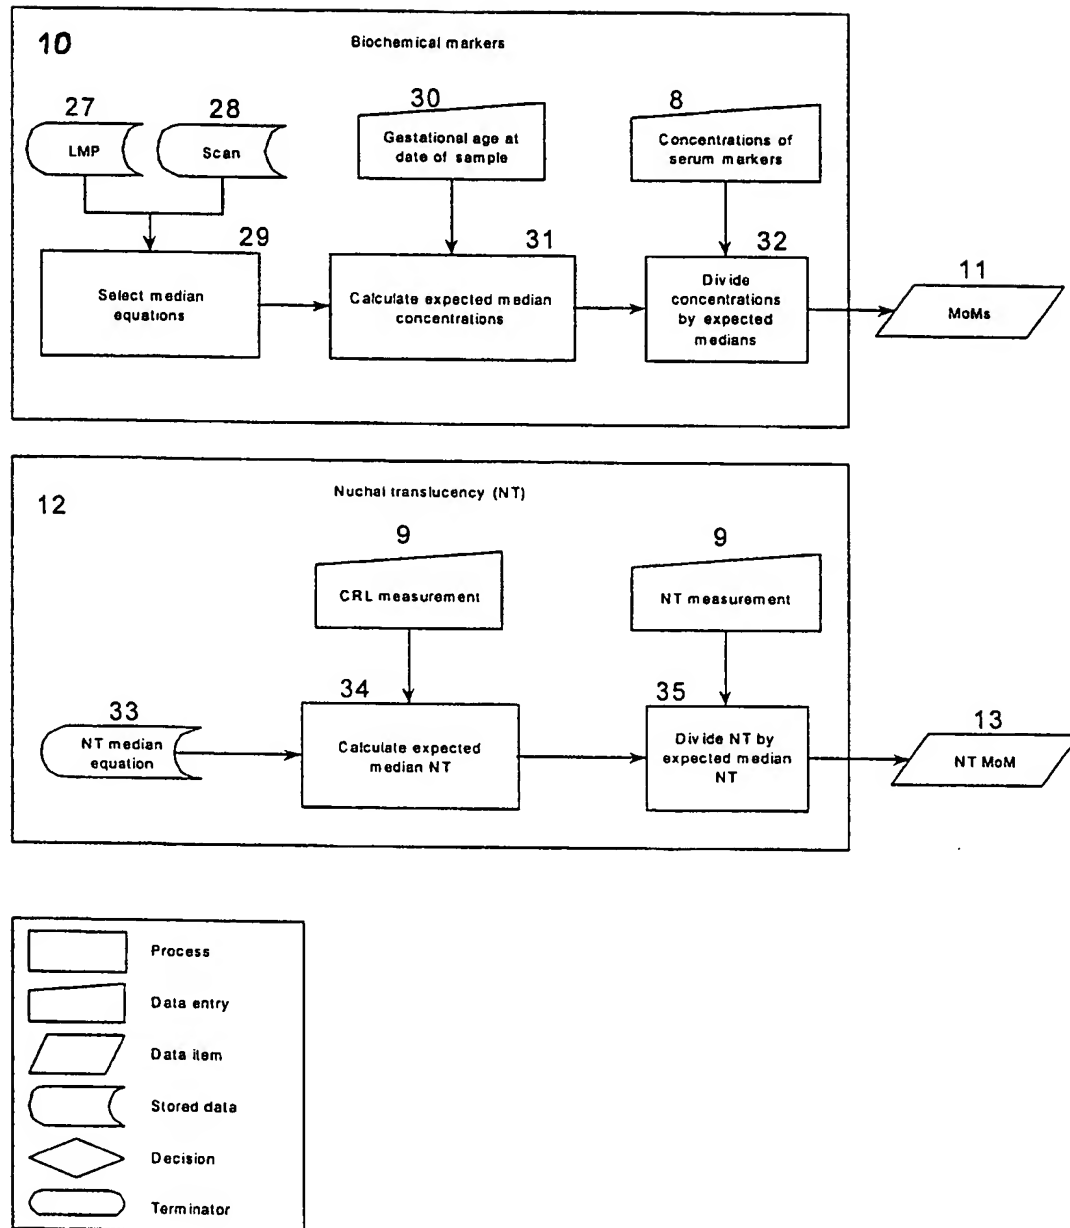 10
Biochemical markers
27
28
30
8
LMP
Scan
Gestational age at
date of sample
Concentrations of
serum markers
29
31
32
11
Select median
equations
Calculate expected median
concentrations
Divide
concentrations
by expected
medians
MoMs
12
Nuchal translucency (NT)
9
9
CRL measurement
NT measurement
33
34
35
13
NT median
equation
Calculate expected
median NT
Divide NT by
expected median
NT
NT MoM
Process
Data entry
Data item
Stored data
Decision
Terminator